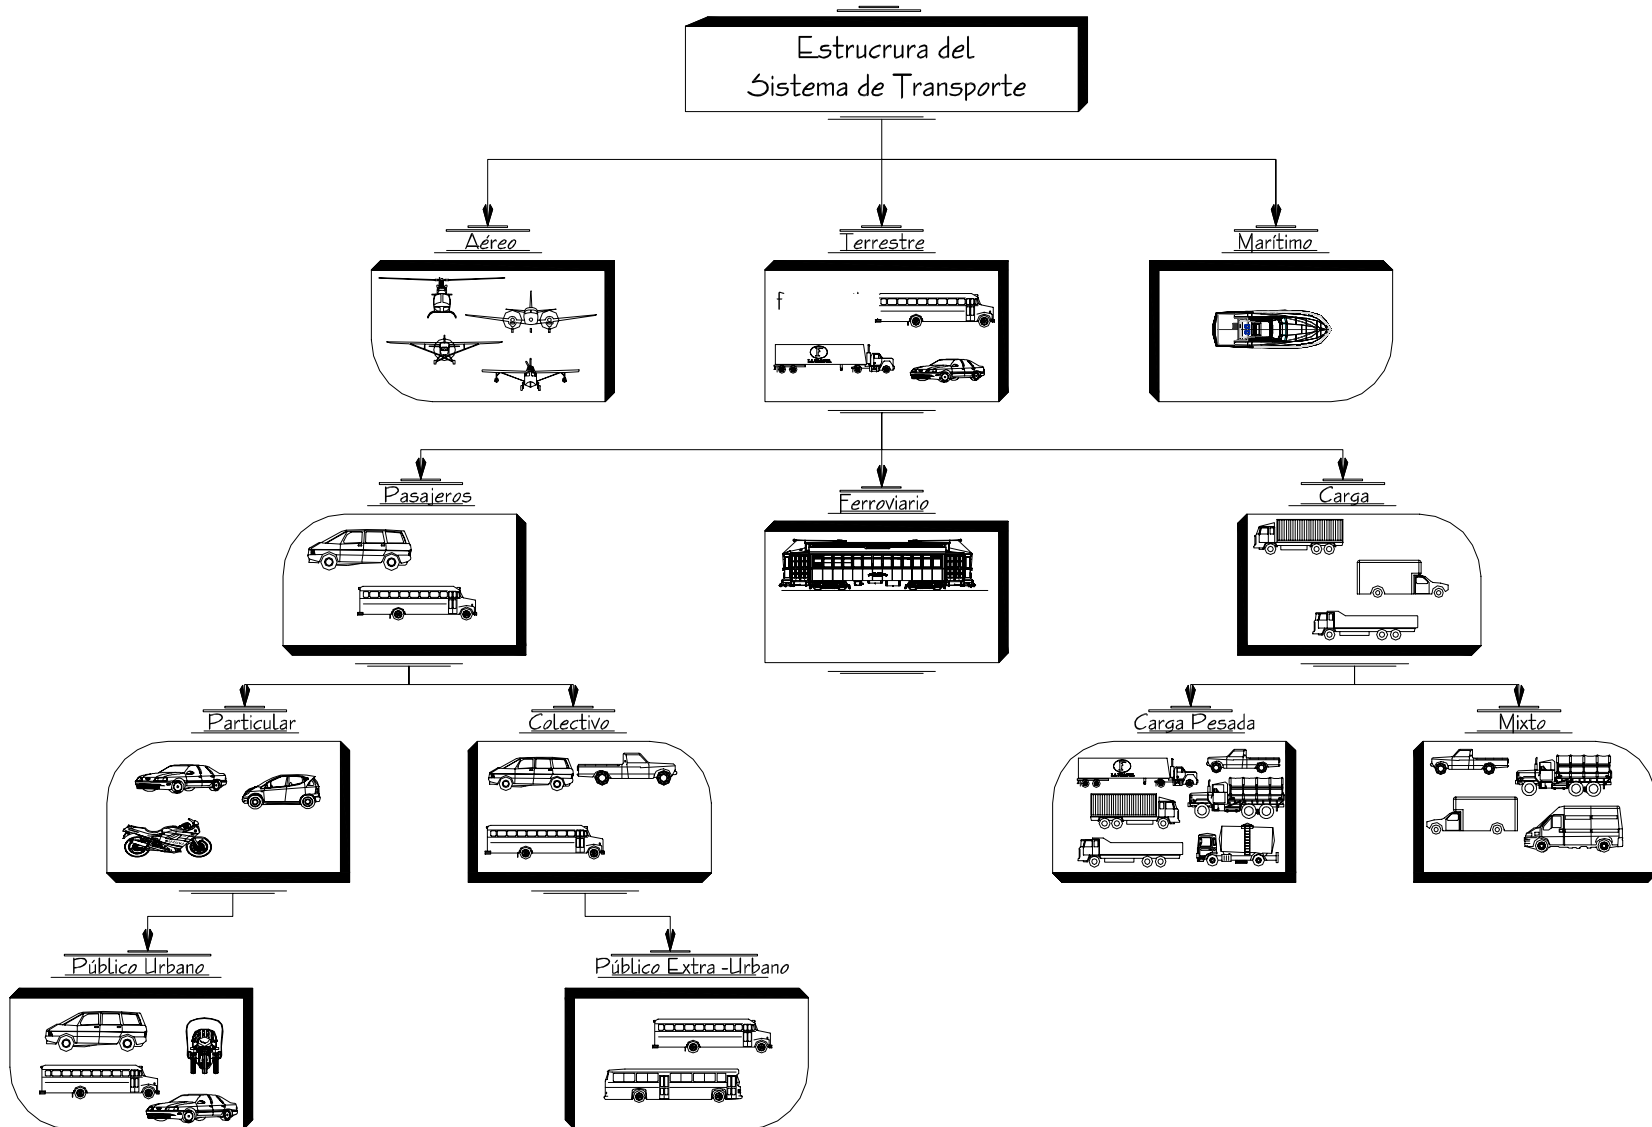 Estrucrura del
Sistema de Transporte
Aéreo
Terrestre
Marítimo
f
Pasajeros
Ferroviario
Carga
Particular
Colectivo
Carga Pesada
Mixto
Público Urbano
Público Extra -Urbano